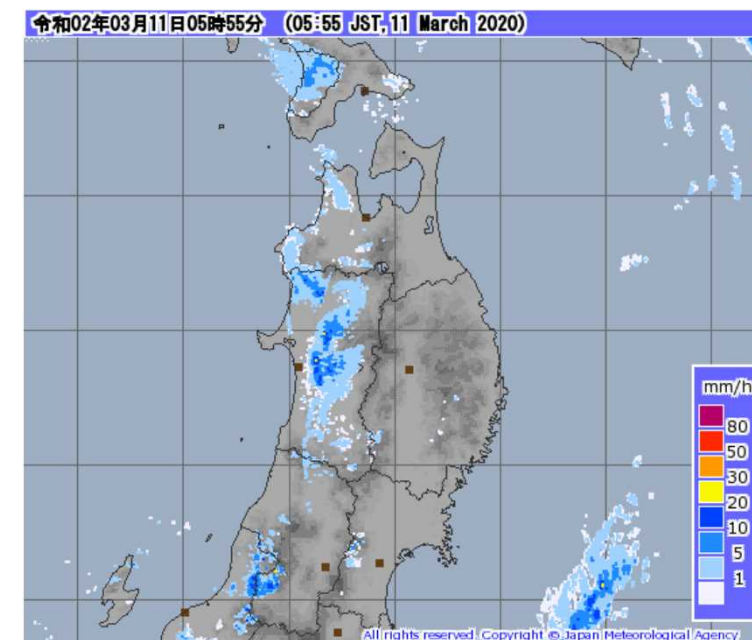 令和02年03月11日05時55分 (05:55 JST, 11 March 2020)
mm/h
80
50
30
20
10
5
1
All rights reserved. Copyright © Japan Meteorological Agency